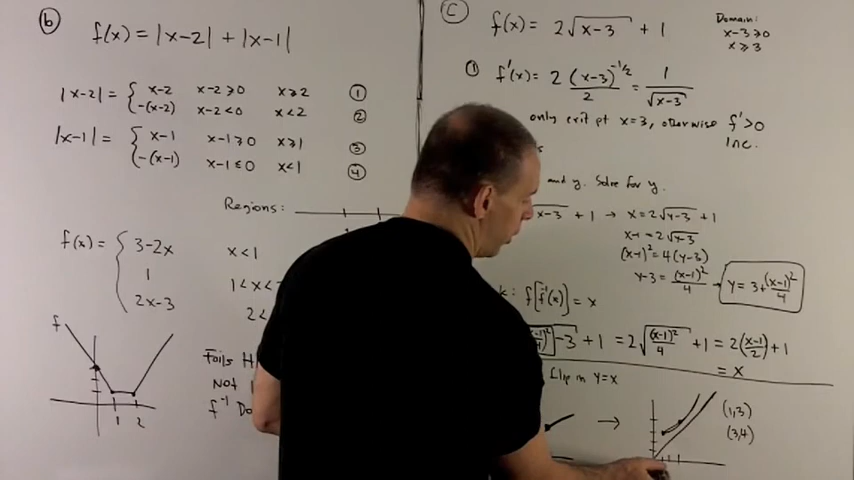 (b)
f(x) = |x-2| + |x-1|
|x-2| = { x-2   x-2 ≥ 0   x ≥ 2   ①
-(x-2)   x-2 < 0   x < 2   ②
|x-1| = { x-1   x-1 ≥ 0   x ≥ 1   ③
-(x-1)   x-1 ≤ 0   x < 1   ④
Regions:
f(x) = { 3-2x   x < 1
1   1 < x <
2x-3   2 <
f
1 2
Fails H
Not
f⁻¹ Do
(C)
f(x) = 2√(x-3) + 1
Domain:
x-3 ≥ 0
x ≥ 3
① f'(x) = 2 (x-3)^(-1/2) / 2 = 1/√(x-3)
only crit pt x=3, otherwise f' > 0
Inc.
and y. Solve for y.
x-3 + 1 → x = 2√(y-3) + 1
x-1 = 2√(y-3)
(x-1)² = 4(y-3)
y-3 = (x-1)²/4 → y = 3 + (x-1)²/4
k: f[f⁻¹(x)] = x
-3 + 1 = 2√((x-1)²/4) + 1 = 2((x-1)/2) + 1
= x
flip in y=x
→
(1,3)
(3,4)